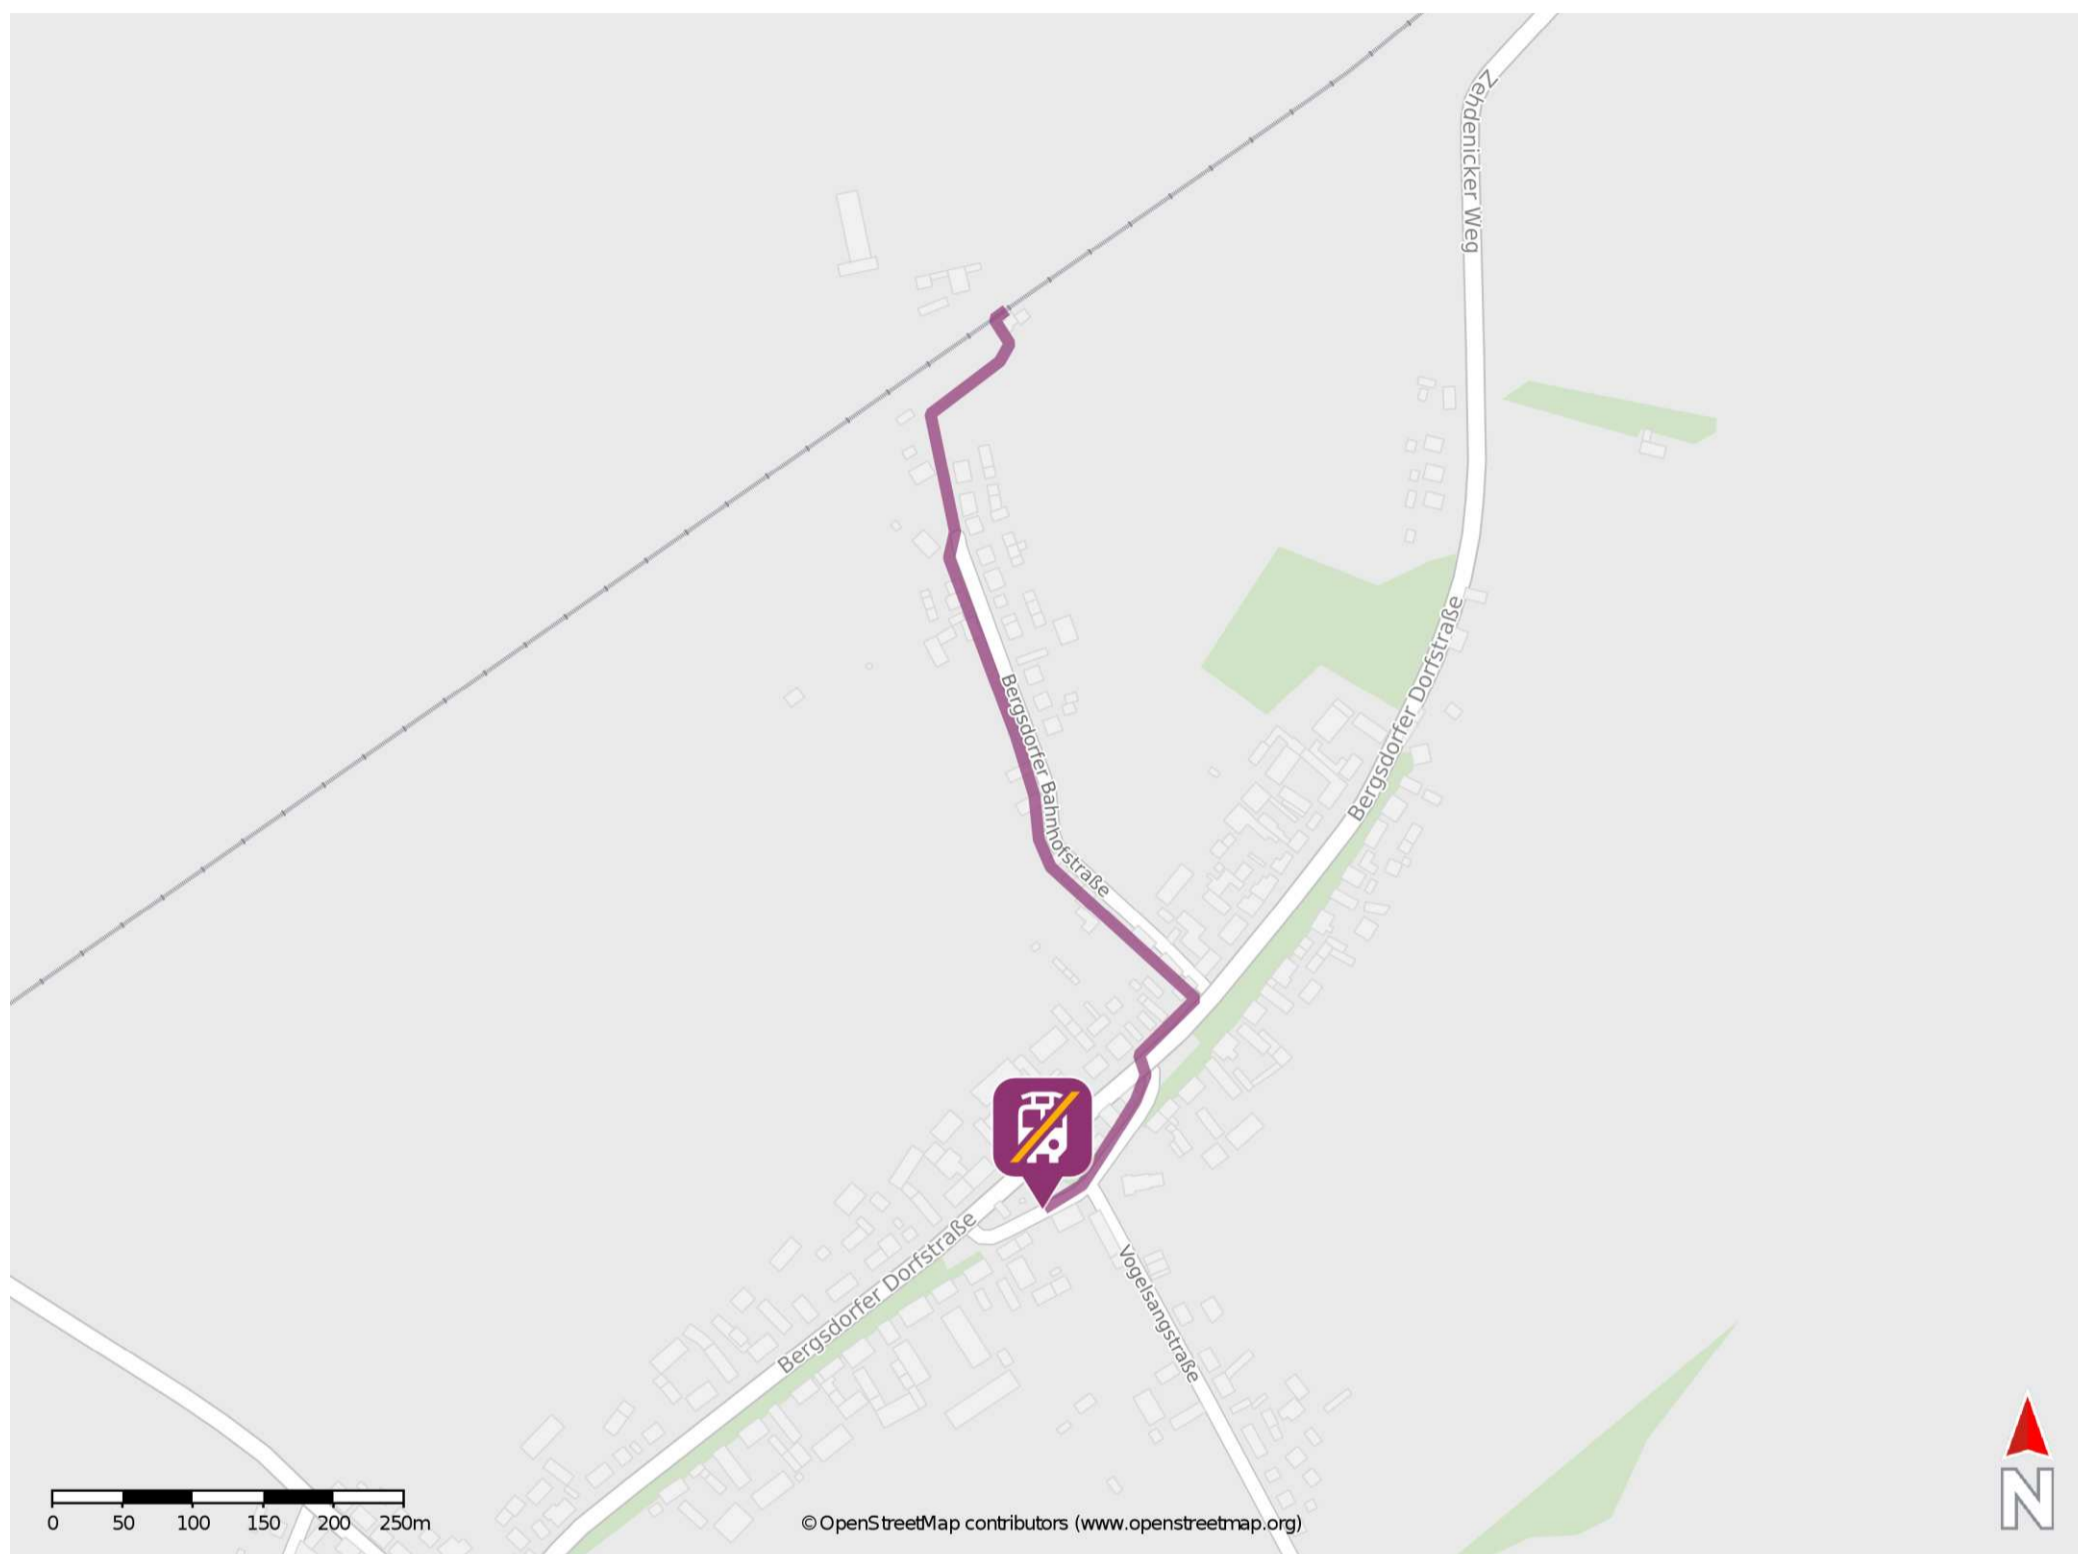 Zehdenicker Weg
Bergsdorfer Dorfstraße
Bergsdorfer Bahnhofstraße
Bergsdorfer Dorfstraße
Vogelsangstraße
0 50 100 150 200 250m
©OpenStreetMap contributors (www.openstreetmap.org)
N